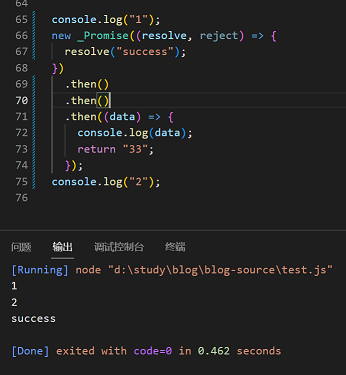 64
65 console.log("1");
66 new _Promise((resolve, reject) => {
67 resolve("success");
68 })
69 .then()
70 .then()
71 .then((data) => {
72 console.log(data);
73 return "33";
74 });
75 console.log("2");
76
问题 输出 调试控制台 终端
[Running] node "d:\study\blog\blog-source\test.js"
1
2
success
[Done] exited with code=0 in 0.462 seconds